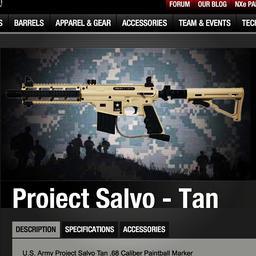 FORUM OUR BLOG NXe PA
S BARRELS APPAREL & GEAR ACCESSORIES TEAM & EVENTS TEC
Project Salvo - Tan
DESCRIPTION SPECIFICATIONS ACCESSORIES
U.S. Army Project Salvo Tan .68 Caliber Paintball Marker